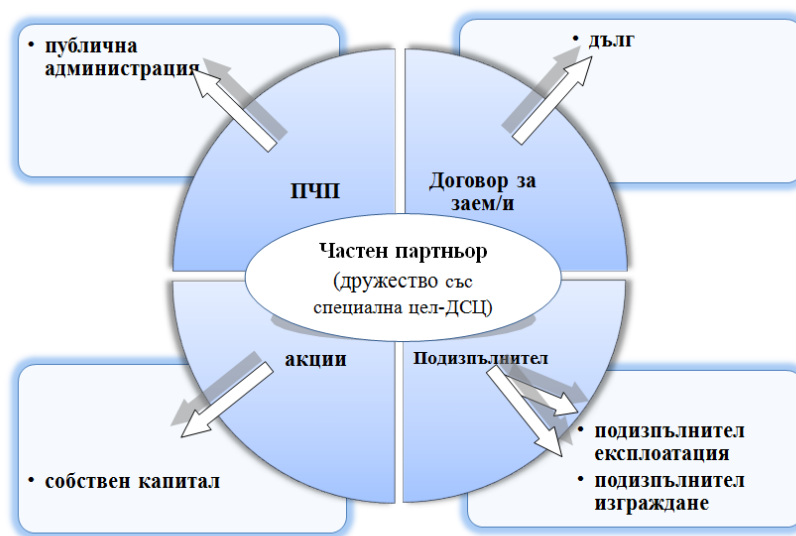 • публична
администрация
• дълг
ПЧП
Договор за
заем/и
Частен партньор
(дружество със
специална цел-ДСЦ)
акции
Подизпълнител
• собствен капитал
• подизпълнител
експлоатация
• подизпълнител
изграждане